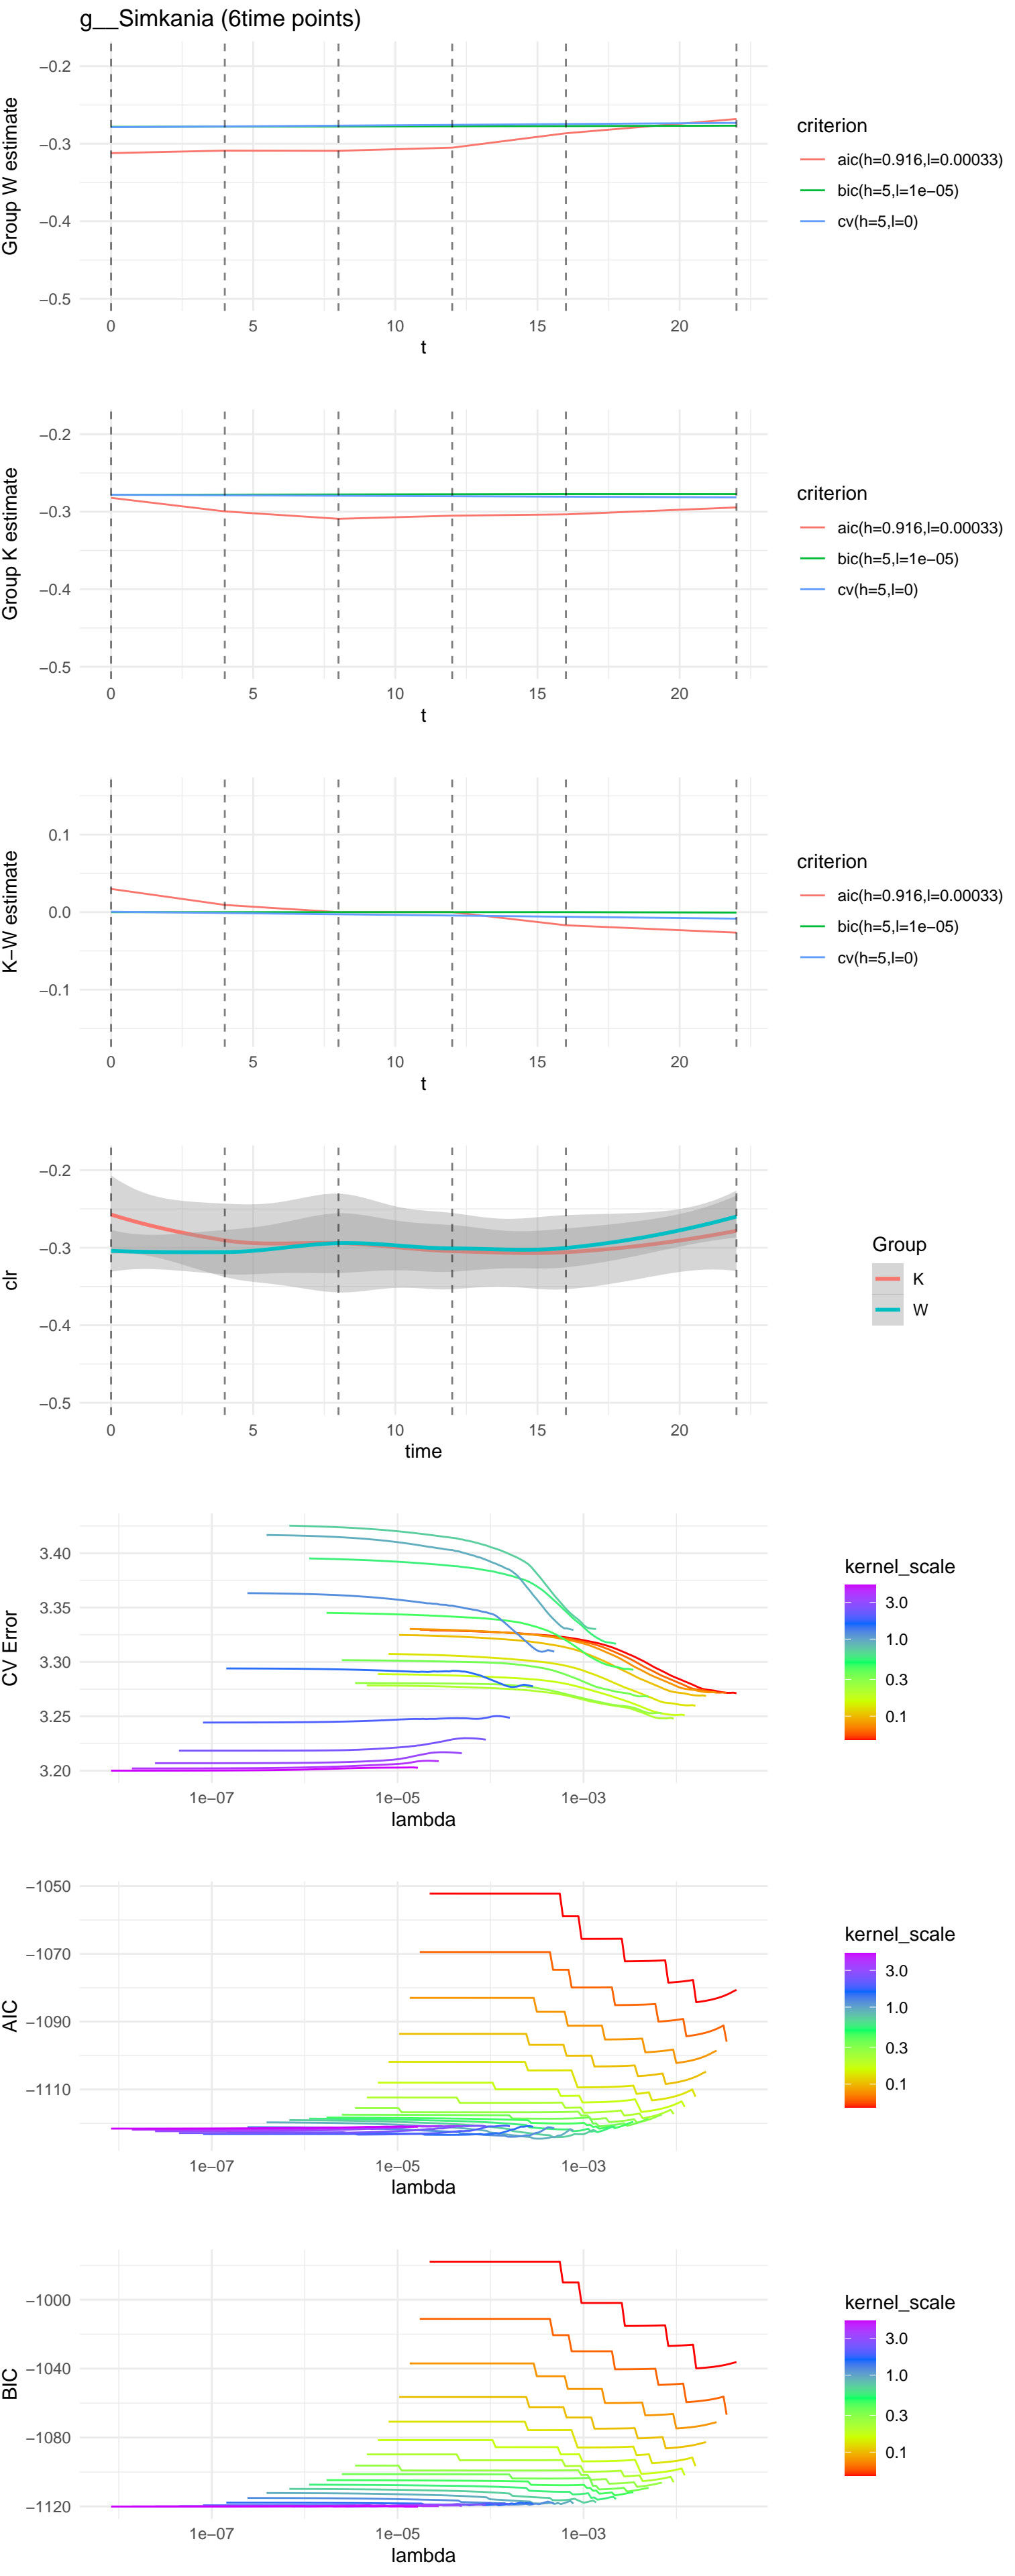 g__Simkania (6time points)
−0.2
−0.3
−0.4
−0.5
Group W estimate
0 5 10 15 20
t
criterion
aic(h=0.916,l=0.00033)
bic(h=5,l=1e−05)
cv(h=5,l=0)
−0.2
−0.3
−0.4
−0.5
Group K estimate
0 5 10 15 20
t
criterion
aic(h=0.916,l=0.00033)
bic(h=5,l=1e−05)
cv(h=5,l=0)
0.1
0.0
−0.1
K−W estimate
0 5 10 15 20
t
criterion
aic(h=0.916,l=0.00033)
bic(h=5,l=1e−05)
cv(h=5,l=0)
−0.2
−0.3
−0.4
−0.5
clr
0 5 10 15 20
time
Group
K
W
3.40
3.35
3.30
3.25
3.20
CV Error
1e−07 1e−05 1e−03
lambda
kernel_scale
3.0
1.0
0.3
0.1
−1050
−1070
−1090
−1110
AIC
1e−07 1e−05 1e−03
lambda
kernel_scale
3.0
1.0
0.3
0.1
−1000
−1040
−1080
−1120
BIC
1e−07 1e−05 1e−03
lambda
kernel_scale
3.0
1.0
0.3
0.1